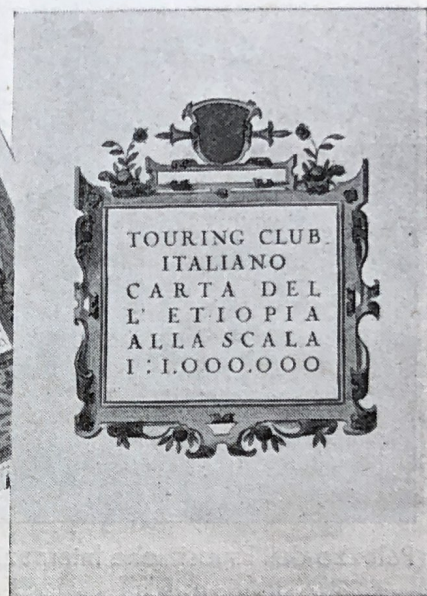 TOURING CLUB
ITALIANO
CARTA DEL
L' ETIOPIA
ALLA SCALA
1:1.000.000